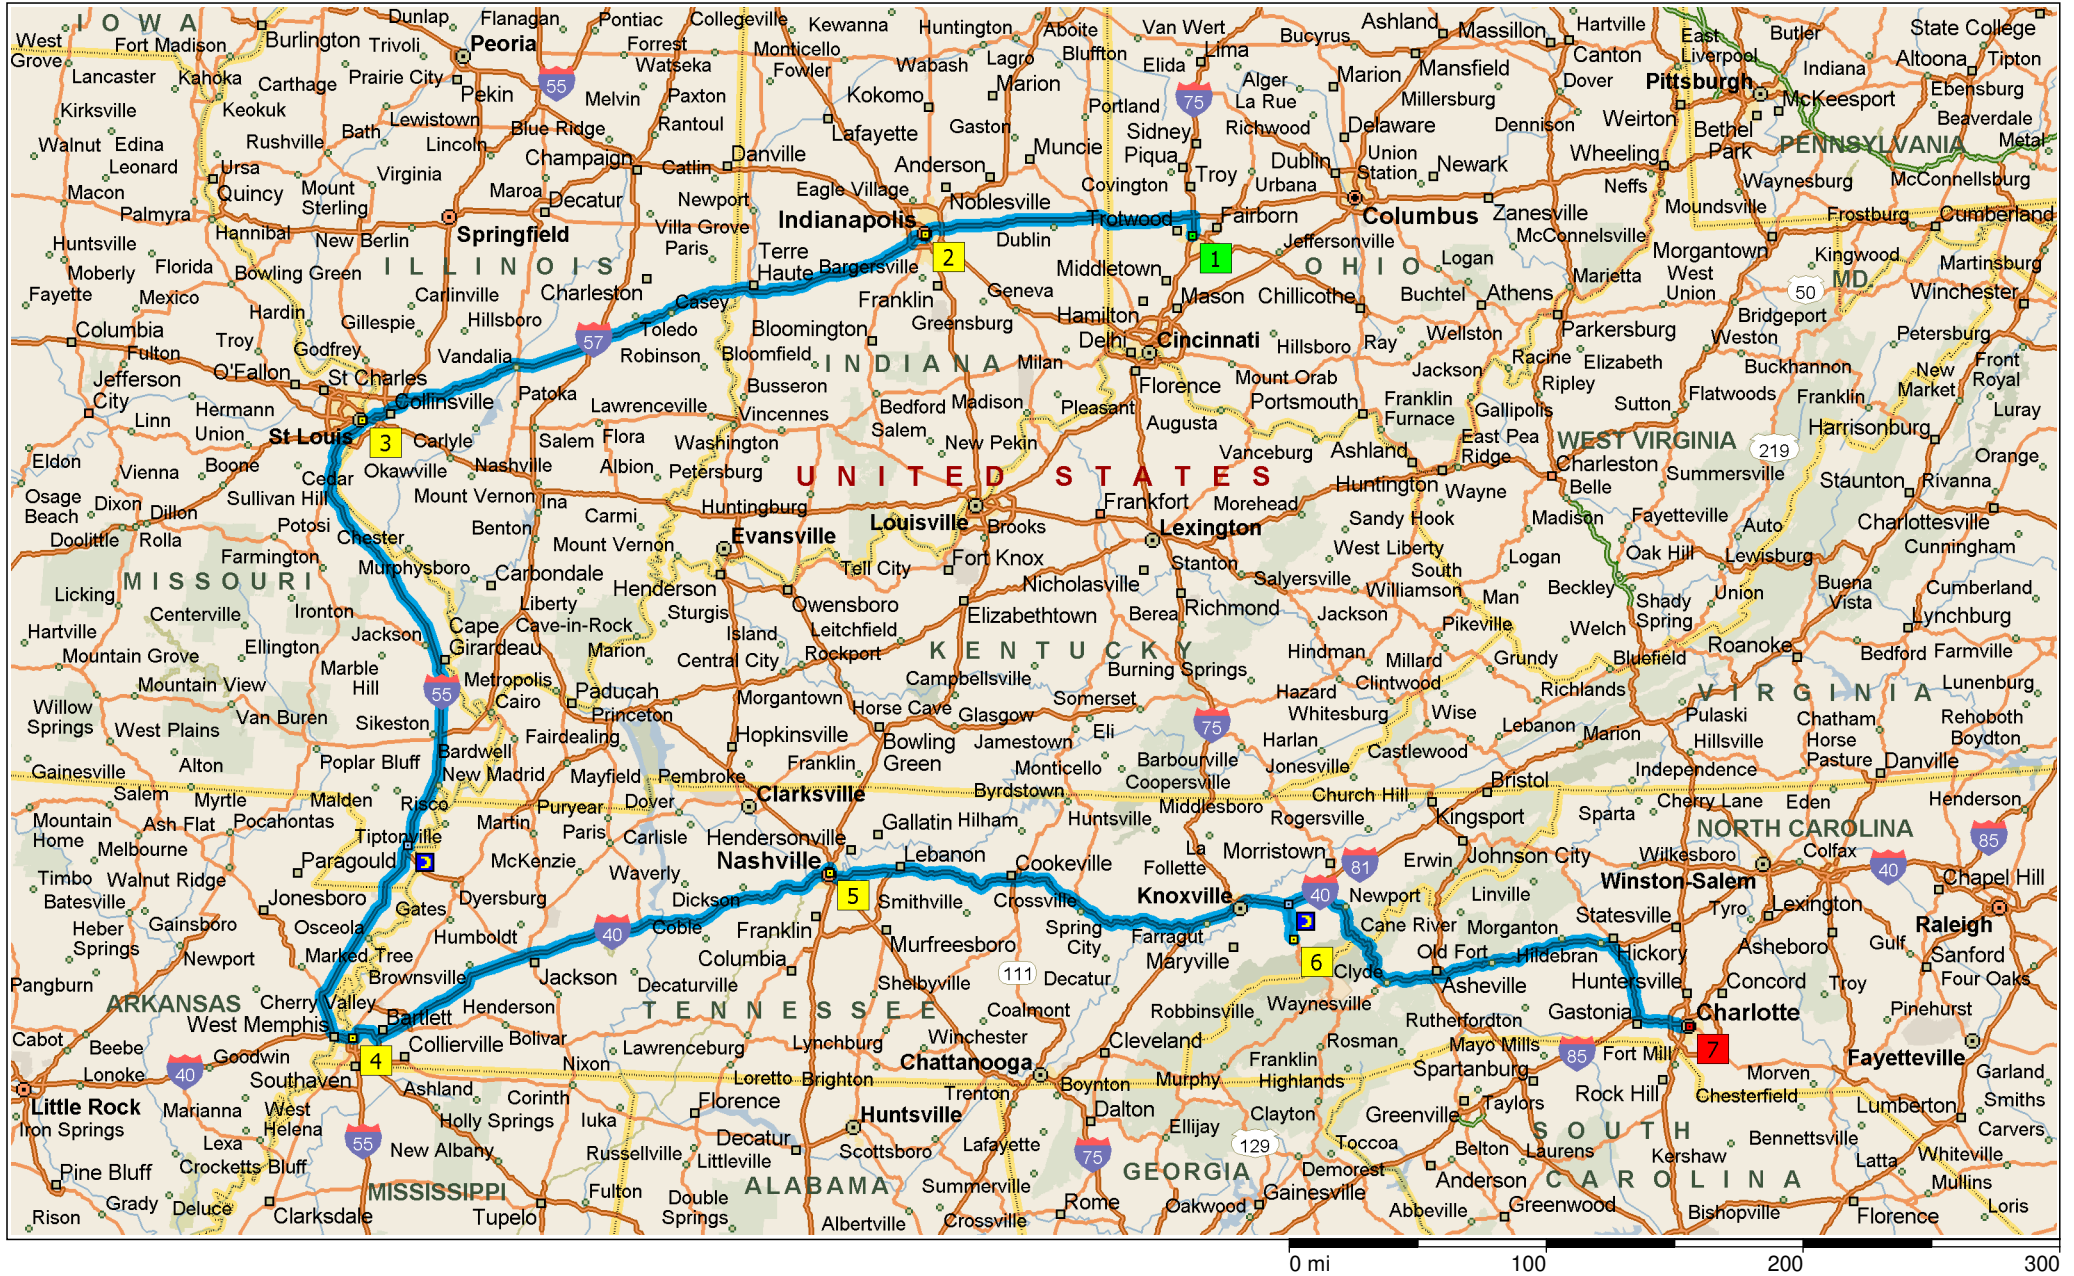 I O W A
West
Grove
Fort Madison
Burlington
Trivoli
Dunlap
Peoria
Flanagan
Pontiac
Collegeville
Kewanna
Huntington
Aboite
Van Wert
Bucyrus
Ashland
Massillon
Hartville
East
Liverpool
Butler
State College
Lancaster
Kahoka
Carthage
Prairie City
Pekin
55
Forrest
Watseka
Monticello
Fowler
Wabash
Lagro
Bluffton
Marion
Elida
Lima
Alger
La Rue
Marion
Mansfield
Canton
Dover
Pittsburgh
Indiana
Altoona
Tipton
Kirksville
Keokuk
Lewistown
Melvin
Paxton
Kokomo
Portland
75
Millersburg
McKeesport
Ebensburg
Walnut
Edina
Leonard
Rushville
Bath
Lincoln
Blue Ridge
Rantoul
Lafayette
Gaston
Muncie
Sidney
Piqua
Richwood
Delaware
Dennison
Weirton
Bethel
Park
PENNSYLVANIA
Beaverdale
Metal
Macon
Ursa
Quincy
Mount
Sterling
Virginia
Champaign
Catlin
Danville
Anderson
Covington
Troy
Dublin
Urbana
Union
Station
Newark
Wheeling
Neffs
Waynesburg
McConnellsburg
Palmyra
Hannibal
Maroa
Decatur
Newport
Eagle Village
Noblesville
Indianapolis
Trotwood
Fairborn
Columbus
Zanesville
Moundsville
Frostburg
Cumberland
Huntsville
New Berlin
Springfield
Villa Grove
Paris
Terre
Haute
Bargersville
2
Dublin
1
Jeffersonville
McConnelsville
Morgantown
Kingwood
Martinsburg
Moberly
Florida
Bowling Green
I L L I N O I S
Middletown
O H I O
Logan
Marietta
West
Union
MD.
Fayette
Mexico
Carlinville
Charleston
Casey
Franklin
Geneva
Mason
Chillicothe
Buchtel
Athens
50
Winchester
Hardin
Gillespie
Hillsboro
Toledo
Bloomington
Greensburg
Hamilton
Bridgeport
Columbia
Fulton
Troy
Godfrey
Vandalia
57
Robinson
Bloomfield
I N D I A N A
Milan
Delhi
Cincinnati
Hillsboro
Ray
Wellston
Parkersburg
Weston
Petersburg
Jefferson
City
O'Fallon
St Charles
Patoka
Busseron
Florence
Mount Orab
Jackson
Racine
Elizabeth
Buckhannon
New
Market
Front
Royal
Linn
Hermann
Union
Collinsville
Lawrenceville
Vincennes
Bedford
Madison
Pleasant
Portsmouth
Franklin
Furnace
Ripley
Gallipolis
Sutton
Flatwoods
Franklin
Luray
St Louis
3
Carlyle
Salem
Flora
Washington
Salem
New Pekin
Augusta
East Pea
Ridge
WEST VIRGINIA
219
Harrisonburg
Eldon
Vienna
Boone
Cedar
Okawville
Nashville
Albion
Petersburg
U N I T E D S T A T E S
Vanceburg
Ashland
Charleston
Summersville
Orange
Osage
Beach
Dixon
Dillon
Sullivan Hill
Mount Vernon
Ina
Huntingburg
Frankfort
Morehead
Huntington
Wayne
Belle
Staunton
Rivanna
Doolittle
Rolla
Potosi
Chester
Benton
Carmi
Evansville
Louisville
Brooks
Lexington
Sandy Hook
Madison
Fayetteville
Auto
Charlottesville
M I S S O U R I
Farmington
Murphysboro
Mount Vernon
Tell City
Fort Knox
Stanton
West Liberty
Logan
Oak Hill
Lewisburg
Cunningham
Licking
Centerville
Ironton
Carbondale
Henderson
Nicholasville
Salyersville
South
Williamson
Beckley
Buena
Vista
Cumberland
Hartville
Ellington
Jackson
Liberty
Cave-in-Rock
Sturgis
Owensboro
Leitchfield
Elizabethtown
Berea
Richmond
Jackson
Man
Shady
Spring
Union
Lynchburg
Mountain Grove
Cape
Girardeau
Marion
Island
Central City
Rockport
K E N T U C K Y
Pikeville
Welch
Roanoke
Mountain View
Marble
Hill
Metropolis
Campbellsville
Burning Springs
Hindman
Millard
Grundy
Bluefield
Bedford
Farmville
Willow
Springs
West Plains
Van Buren
55
Cairo
Paducah
Princeton
Morgantown
Horse Cave
Glasgow
Somerset
Hazard
Whitesburg
Clintwood
Richlands
V I R G I N I A
Lunenburg
Sikeston
Fairdealing
Hopkinsville
Bowling
Green
Jamestown
Eli
75
Harlan
Wise
Lebanon
Marion
Pulaski
Hillsville
Chatham
Horse
Pasture
Rehoboth
Boydton
Gainesville
Alton
Poplar Bluff
Bardwell
New Madrid
Mayfield
Pembroke
Franklin
Monticello
Barbourville
Coopersville
Jonesville
Castlewood
Independence
Danville
Salem
Myrtle
Malden
Risco
Puryear
Dover
Clarksville
Byrdstown
Middlesboro
Church Hill
Bristol
Cherry Lane
Eden
Henderson
Mountain
Home
Ash Flat
Pocahontas
Tiptonville
Martin
Paris
Carlisle
Hendersonville
Gallatin
Hilham
Huntsville
Rogersville
Kingsport
Sparta
NORTH CAROLINA
85
Melbourne
Paragould
McKenzie
Nashville
Lebanon
Cookeville
La
Follette
Morristown
81
Erwin
Johnson City
Wilkesboro
Colfax
40
Timbo
Walnut Ridge
Waverly
Winston-Salem
Chapel Hill
Batesville
Jonesboro
Gates
Dyersburg
Dickson
5
Smithville
Crossville
Knoxville
40
Newport
Linville
Tyro
Lexington
Heber
Springs
Gainsboro
Osceola
Humboldt
40
Coble
Franklin
Spring
City
Farragut
Cane River
Morganton
Statesville
Raleigh
Newport
Marked Tree
Murfreesboro
Maryville
6
Clyde
Old Fort
Hildebran
Hickory
Asheboro
Gulf
Sanford
Pangburn
Brownsville
Jackson
Columbia
111
Decatur
Asheville
Huntersville
Concord
Troy
Four Oaks
ARKANSAS
Cherry Valley
Henderson
Decaturville
Shelbyville
T E N N E S S E E
Coalmont
Robbinsville
Waynesville
Rutherfordton
Gastonia
Charlotte
Pinehurst
Cabot
Beebe
West Memphis
Bartlett
Collierville
Bolivar
Lawrenceburg
Lynchburg
Winchester
Cleveland
Rosman
Mayo Mills
85
Fort Mill
7
Fayetteville
Lonoke
40
Goodwin
4
Nixon
Chattanooga
Franklin
Spartanburg
Morven
Garland
Little Rock
Southaven
Ashland
Loretto
Brighton
Boynton
Murphy
Highlands
Rock Hill
Chesterfield
Smiths
Iron Springs
Marianna
West
Helena
Corinth
Holly Springs
Iuka
Florence
Huntsville
Trenton
Dalton
Clayton
Greenville
Taylors
Lumberton
Carvers
Lexa
55
New Albany
Russellville
Decatur
Littleville
Scottsboro
Lafayette
75
Ellijay
129
Toccoa
Belton
S O U T H
Laurens
Kershaw
Bennettsville
Whiteville
Pine Bluff
Crocketts Bluff
MISSISSIPPI
ALABAMA
Summerville
GEORGIA
Demorest
Anderson
C A R O L I N A
Latta
Mullins
Grady
Deluce
Fulton
Double
Springs
Rome
Oakwood
Gainesville
Abbeville
Greenwood
Bishopville
Rison
Clarksdale
Tupelo
Albertville
Crossville
Florence
Loris
0 mi
100
200
300